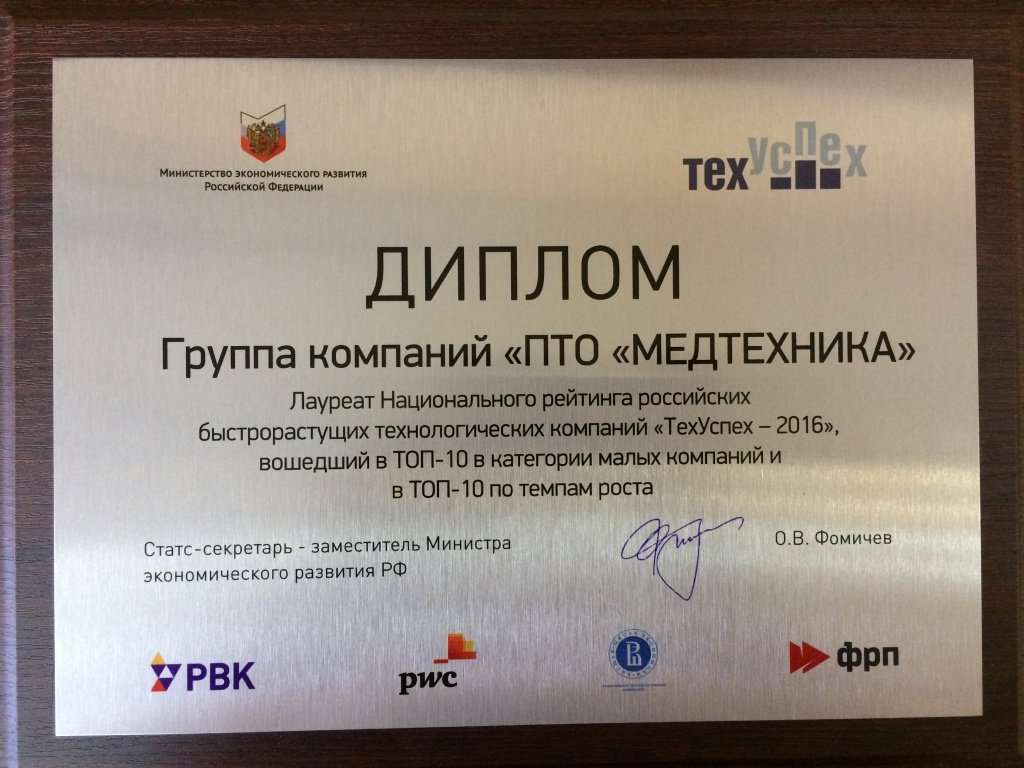 Министерство экономического развития
Российской Федерации
техуспех
ДИПЛОМ
Группа компаний «ПТО «МЕДТЕХНИКА»
Лауреат Национального рейтинга российских
быстрорастущих технологических компаний «ТехУспех – 2016»,
вошедший в ТОП-10 в категории малых компаний и
в ТОП-10 по темпам роста
Статс-секретарь - заместитель Министра
экономического развития РФ
О.В. Фомичев
РВК
pwc
фрп